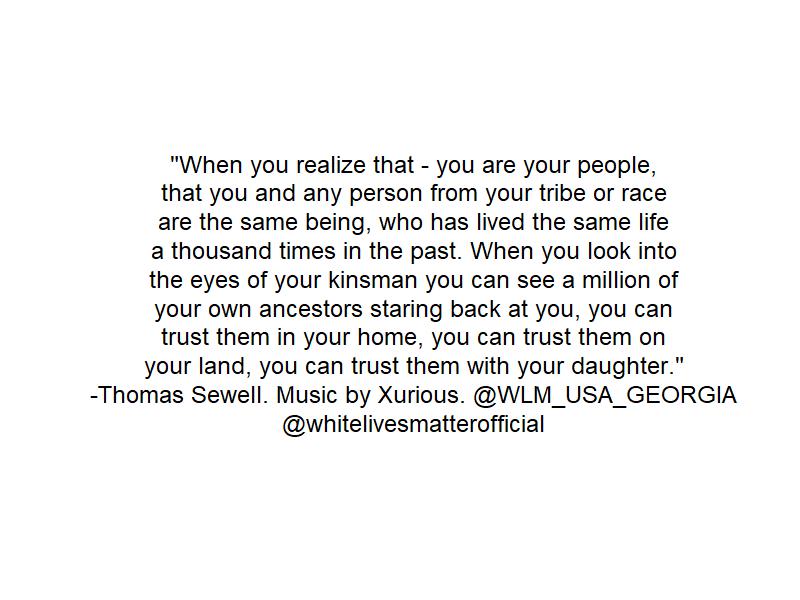 "When you realize that - you are your people,
that you and any person from your tribe or race
are the same being, who has lived the same life
a thousand times in the past. When you look into
the eyes of your kinsman you can see a million of
your own ancestors staring back at you, you can
trust them in your home, you can trust them on
your land, you can trust them with your daughter."
-Thomas Sewell. Music by Xurious. @WLM_USA_GEORGIA
@whitelivesmatterofficial